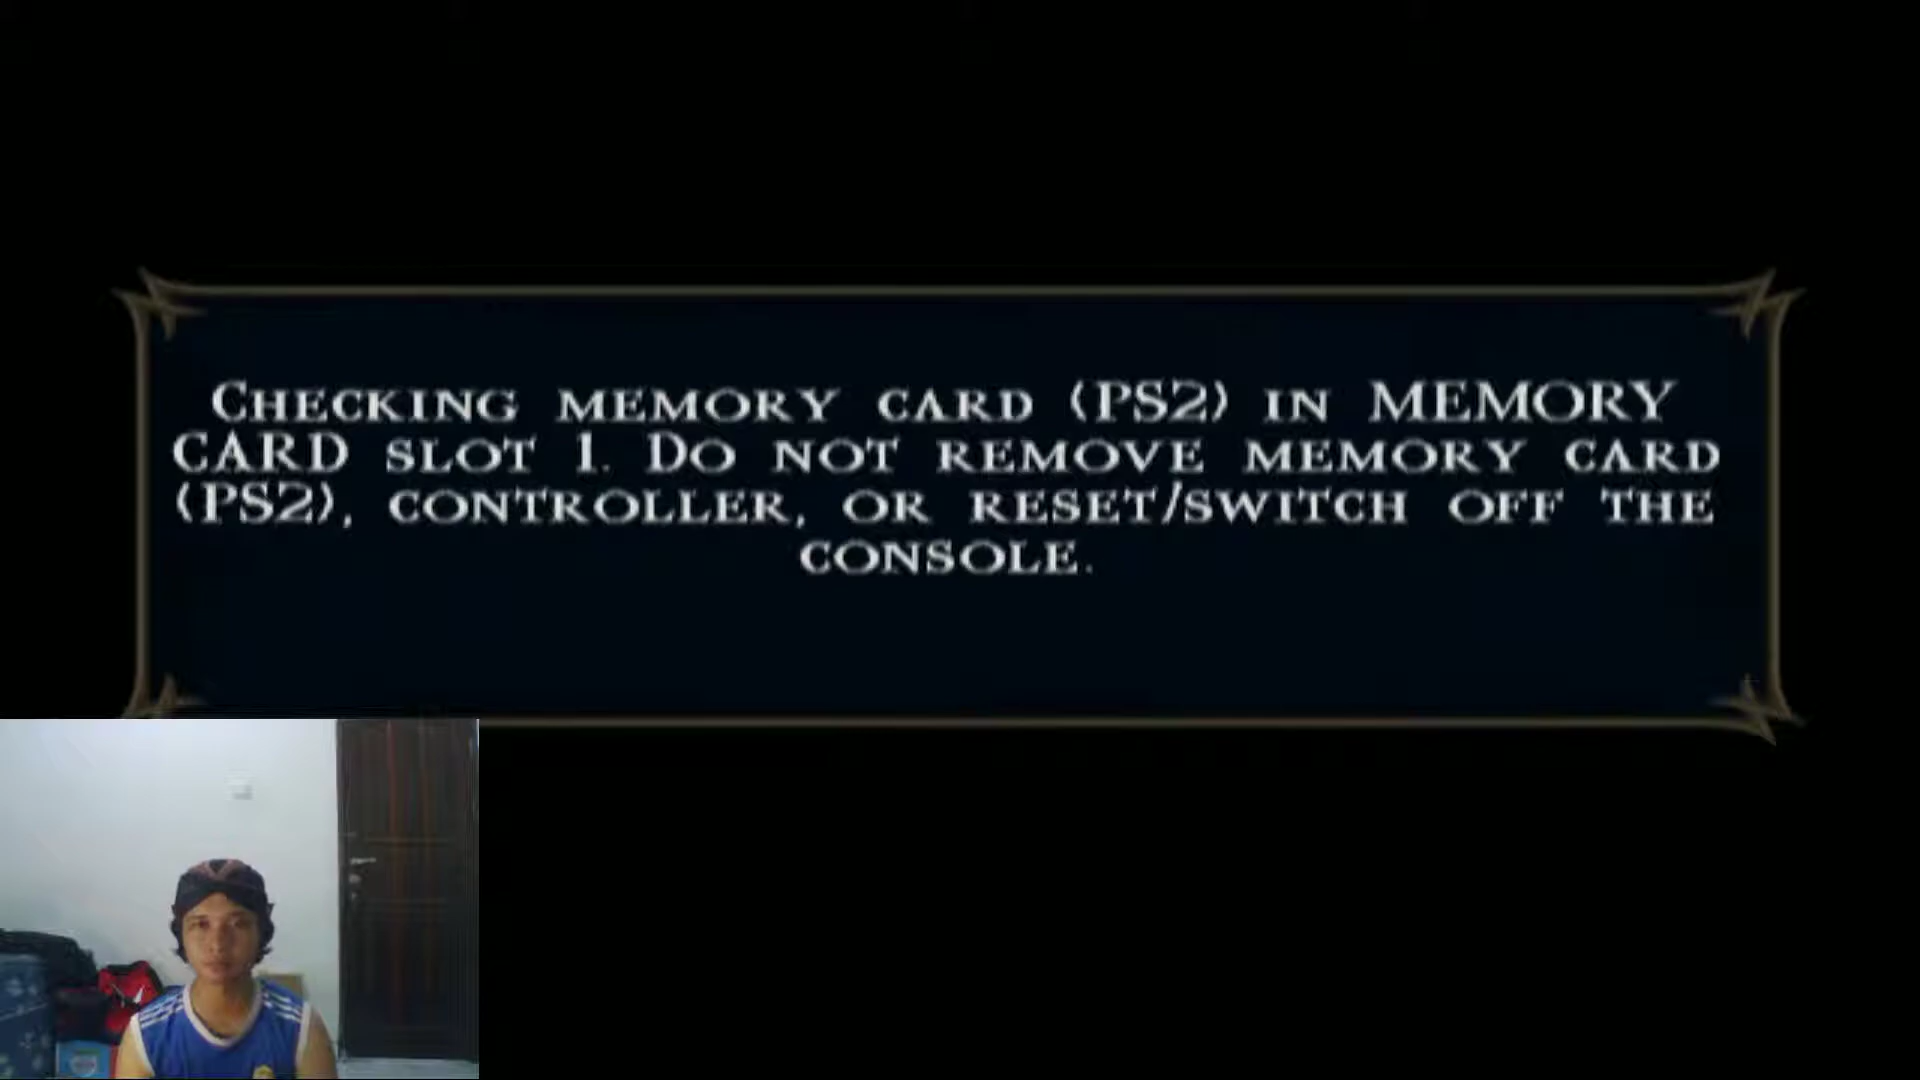 Checking memory card (PS2) in MEMORY
CARD slot 1. Do not remove memory card
(PS2), controller, or reset/switch off the
console.